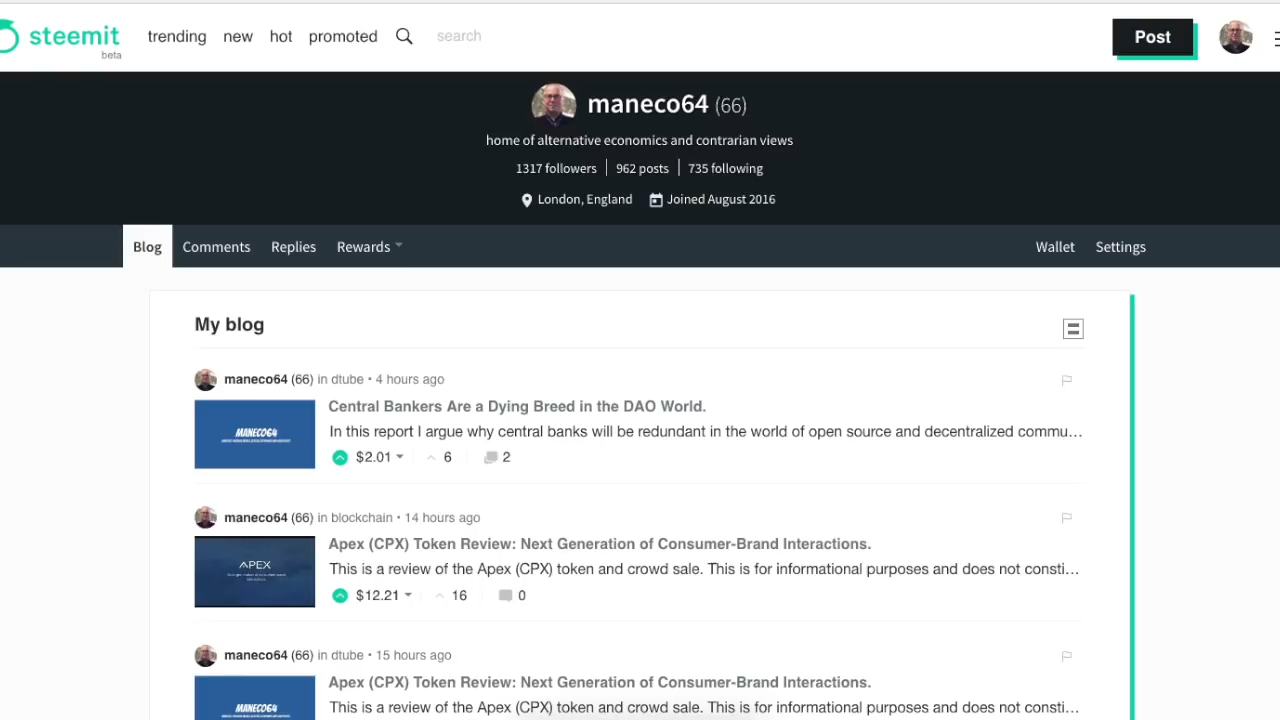 steemit
beta
trending new hot promoted search
Post
maneco64 (66)
home of alternative economics and contrarian views
1317 followers 962 posts 735 following
London, England Joined August 2016
Blog Comments Replies Rewards Wallet Settings
My blog
maneco64 (66) in dtube • 4 hours ago
Central Bankers Are a Dying Breed in the DAO World.
MANECO64
In this report I argue why central banks will be redundant in the world of open source and decentralized commu...
$2.01 6 2
maneco64 (66) in blockchain • 14 hours ago
Apex (CPX) Token Review: Next Generation of Consumer-Brand Interactions.
APEX
This is a review of the Apex (CPX) token and crowd sale. This is for informational purposes and does not consti...
$12.21 16 0
maneco64 (66) in dtube • 15 hours ago
Apex (CPX) Token Review: Next Generation of Consumer-Brand Interactions.
MANECO64
This is a review of the Apex (CPX) token and crowd sale. This is for informational purposes and does not consti...